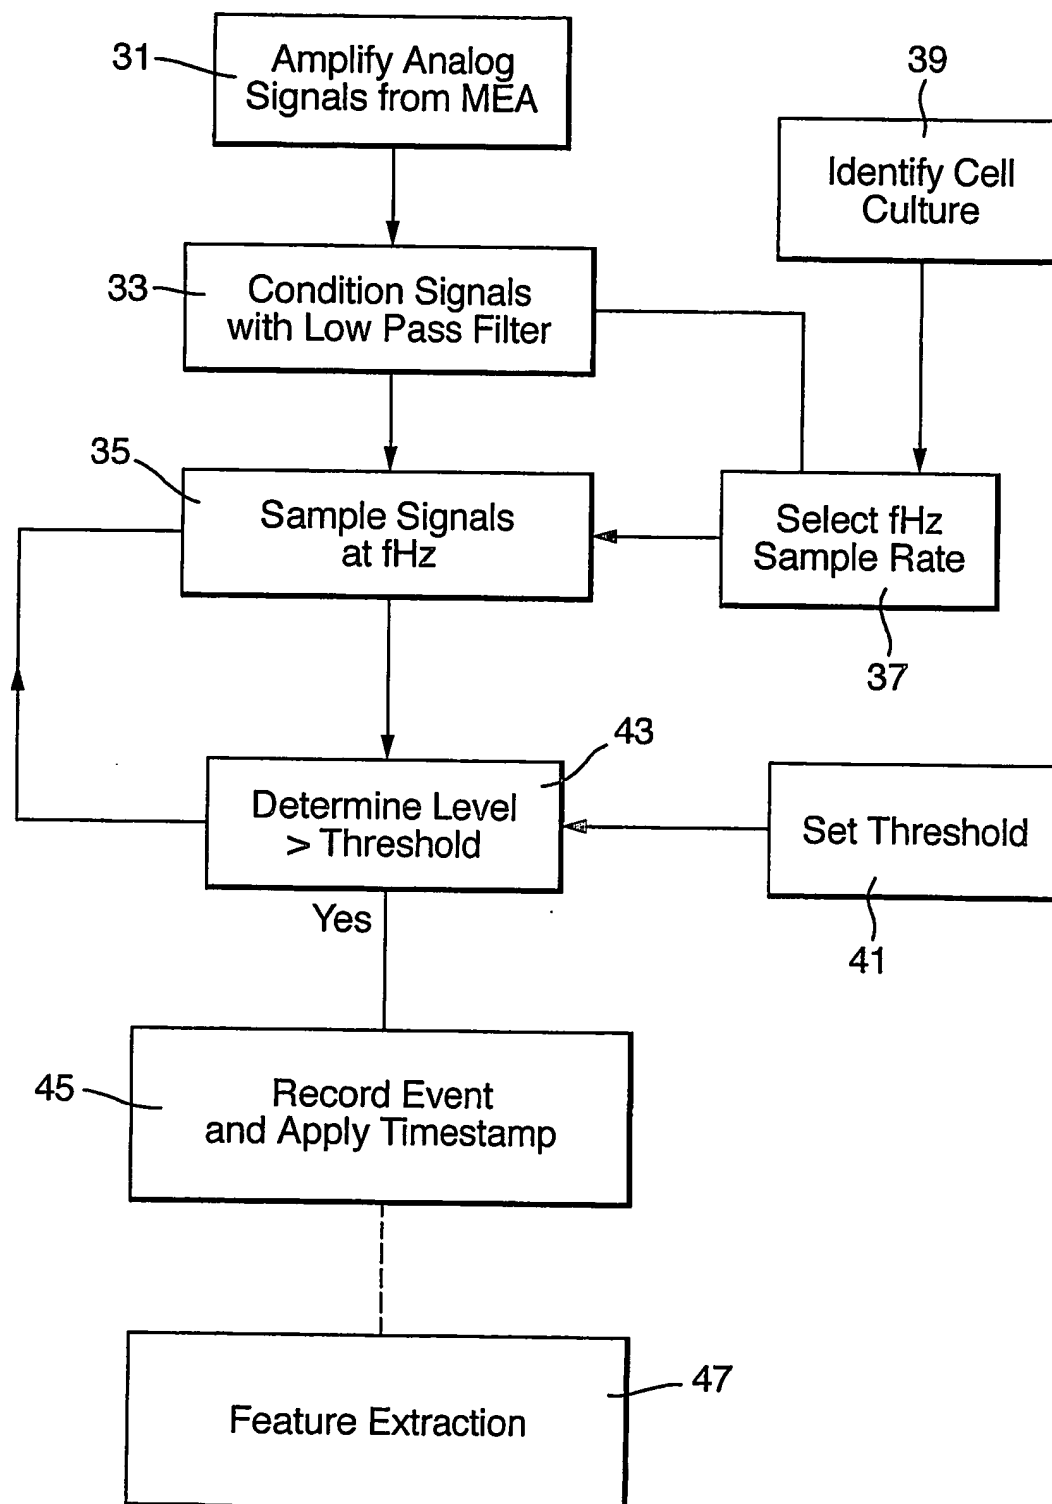 31
Amplify Analog
Signals from MEA
39
Identify Cell
Culture
33
Condition Signals
with Low Pass Filter
35
Sample Signals
at fHz
Select fHz
Sample Rate
37
43
Determine Level
> Threshold
Set Threshold
41
Yes
45
Record Event
and Apply Timestamp
47
Feature Extraction